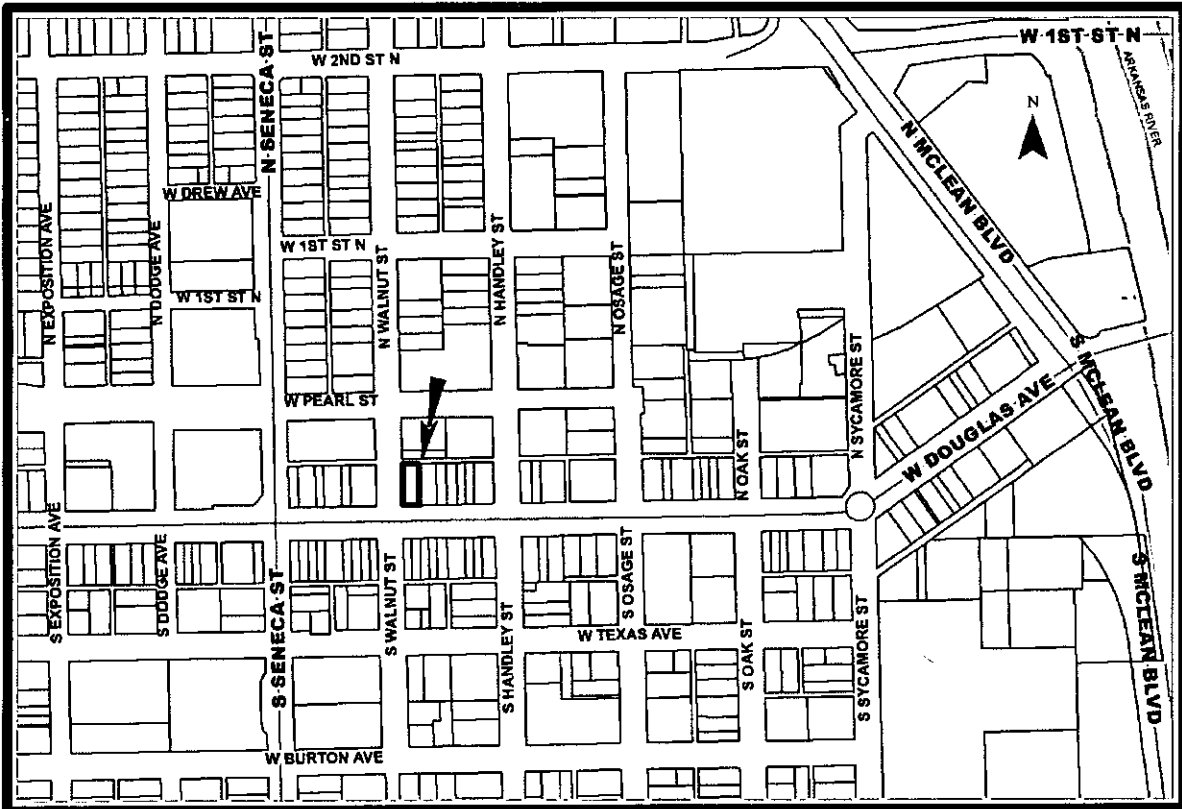 W 2ND ST N
W 1ST ST N
ARKANSAS RIVER
N SENECA ST
N
N MCLEAN BLVD
W DREW AVE
N EXPOSITION AVE
N DODGE AVE
W 1ST ST N
N WALNUT ST
N HANDLEY ST
N OSAGE ST
W 1ST ST N
N SYCAMORE ST
S MCLEAN BLVD
W PEARL ST
W DOUGLAS AVE
N OAK ST
S EXPOSITION AVE
S DODGE AVE
S SENECA ST
S WALNUT ST
S HANDLEY ST
S OSAGE ST
W TEXAS AVE
S OAK ST
S SYCAMORE ST
S MCLEAN BLVD
W BURTON AVE